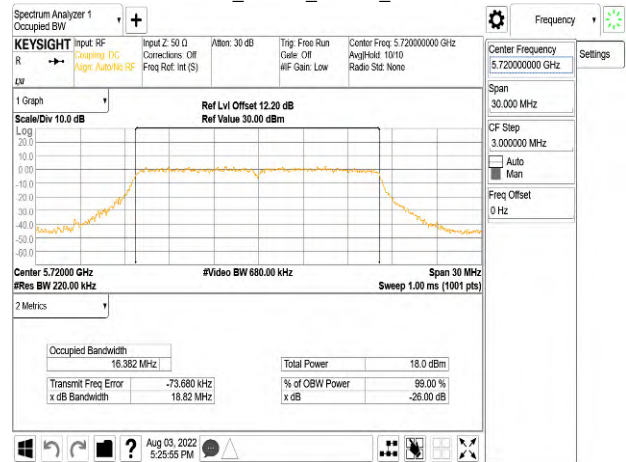 Spectrum Analyzer 1
Occupied BW
Frequency
KEYSIGHT
R
Input: RF
Coupling: DC
Align: Auto/No RF
Input Z: 50 Ω
Corrections: Off
Freq Ref: Int (S)
Atten: 30 dB
Trig: Free Run
Gate: Off
#IF Gain: Low
Center Freq: 5.720000000 GHz
Avg|Hold: 10/10
Radio Std: None
Center Frequency
5.720000000 GHz
Settings
Span
30.000 MHz
CF Step
3.000000 MHz
Auto
Man
Freq Offset
0 Hz
1 Graph
Scale/Div 10.0 dB
Ref Lvl Offset 12.20 dB
Ref Value 30.00 dBm
Log
20.0
10.0
0.00
-10.0
-20.0
-30.0
-40.0
-50.0
-60.0
Center 5.72000 GHz
#Video BW 680.00 kHz
Span 30 MHz
#Res BW 220.00 kHz
Sweep 1.00 ms (1001 pts)
2 Metrics
Occupied Bandwidth
16.382 MHz
Total Power 18.0 dBm
Transmit Freq Error -73.680 kHz
% of OBW Power 99.00 %
x dB Bandwidth 18.82 MHz
x dB -26.00 dB
?
Aug 03, 2022
5:25:55 PM